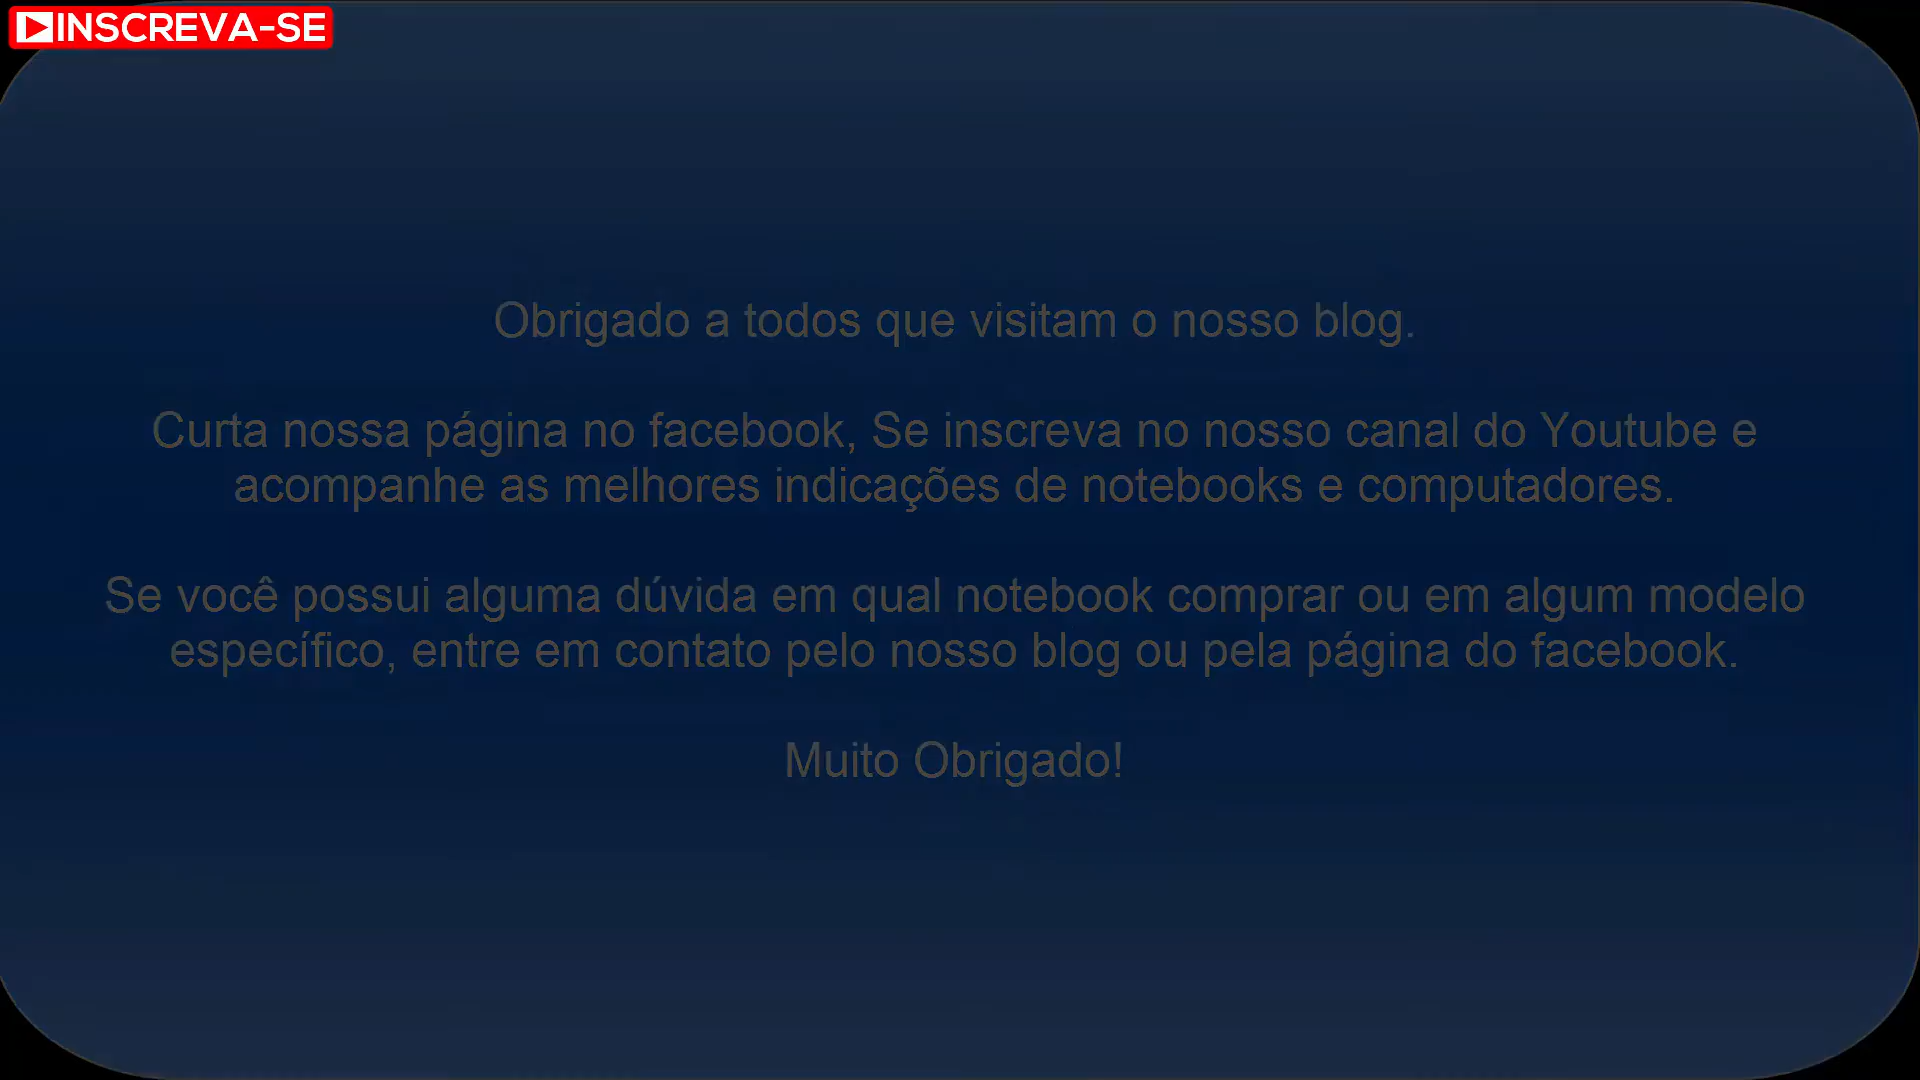 INSCREVA-SE
Obrigado a todos que visitam o nosso blog.
Curta nossa página no facebook, Se inscreva no nosso canal do Youtube e
acompanhe as melhores indicações de notebooks e computadores.
Se você possui alguma dúvida em qual notebook comprar ou em algum modelo
específico, entre em contato pelo nosso blog ou pela página do facebook.
Muito Obrigado!